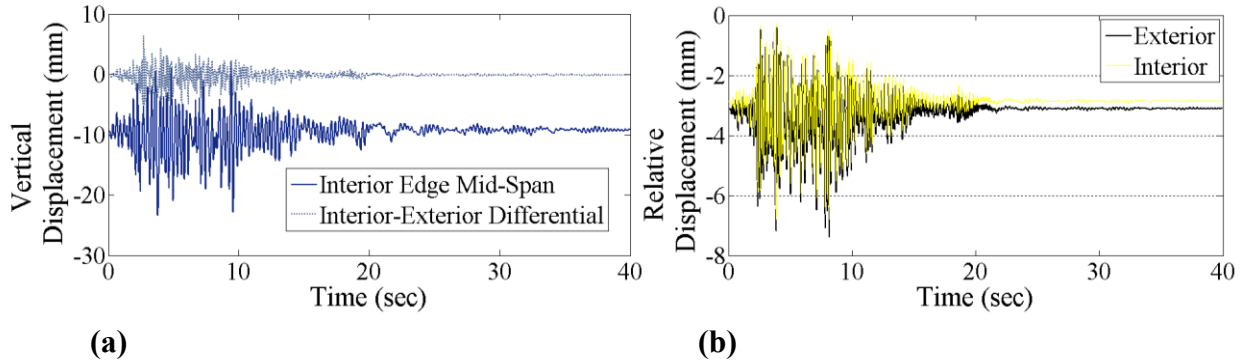 10
0
-10
-20
-30
Vertical
Displacement (mm)
Interior Edge Mid-Span
Interior-Exterior Differential
0 10 20 30 40
Time (sec)
(a)
0
-2
-4
-6
-8
Relative
Displacement (mm)
Exterior
Interior
0 10 20 30 40
Time (sec)
(b)